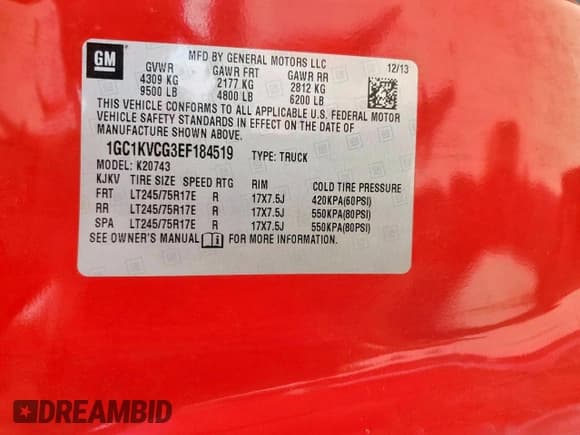 GM
MFD BY GENERAL MOTORS LLC
12/13
GVWR GAWR FRT GAWR RR
4309 KG 2177 KG 2812 KG
9500 LB 4800 LB 6200 LB
THIS VEHICLE CONFORMS TO ALL APPLICABLE U.S. FEDERAL MOTOR
VEHICLE SAFETY STANDARDS IN EFFECT ON THE DATE OF
MANUFACTURE SHOWN ABOVE.
1GC1KVCG3EF184519 TYPE: TRUCK
MODEL: K20743
KJKV TIRE SIZE SPEED RTG RIM COLD TIRE PRESSURE
FRT LT245/75R17E R 17X7.5J 420KPA(60PSI)
RR LT245/75R17E R 17X7.5J 550KPA(80PSI)
SPA LT245/75R17E R 17X7.5J 550KPA(80PSI)
SEE OWNER'S MANUAL FOR MORE INFORMATION.
DREAMBID